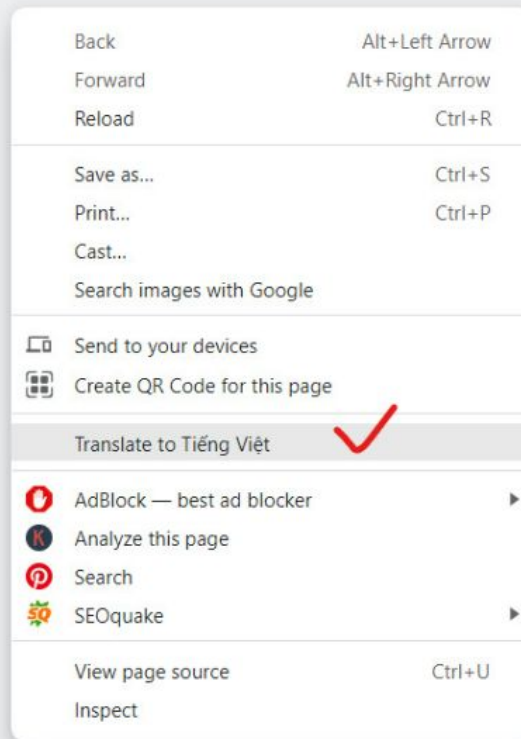 Back Alt+Left Arrow
Forward Alt+Right Arrow
Reload Ctrl+R
Save as... Ctrl+S
Print... Ctrl+P
Cast...
Search images with Google
Send to your devices
Create QR Code for this page
Translate to Tiếng Việt
AdBlock — best ad blocker
K Analyze this page
Search
SQ SEOquake
View page source Ctrl+U
Inspect